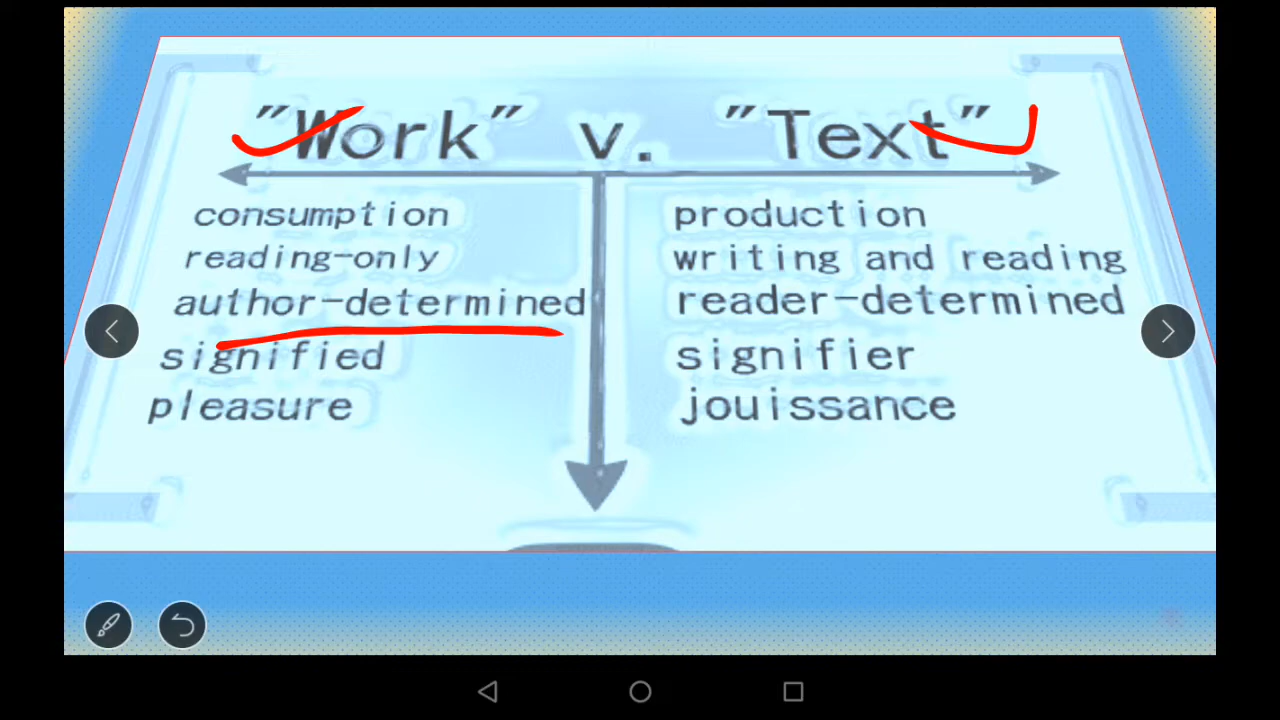 "Work" v. "Text"
consumption
reading-only
author-determined
signified
pleasure
production
writing and reading
reader-determined
signifier
jouissance